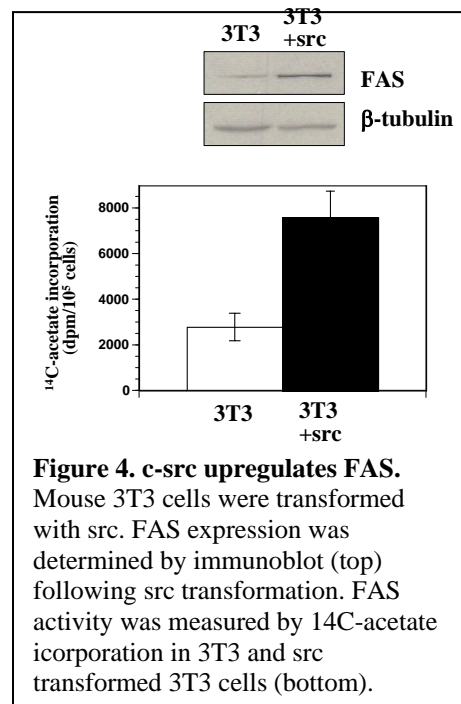 3T3
3T3
+src
FAS
β-tubulin
¹⁴C-acetate incorporation
(dpm/10⁵ cells)
8000
6000
4000
2000
0
3T3
3T3
+src
Figure 4. c-src upregulates FAS.
Mouse 3T3 cells were transformed
with src. FAS expression was
determined by immunoblot (top)
following src transformation. FAS
activity was measured by 14C-acetate
icorporation in 3T3 and src
transformed 3T3 cells (bottom).